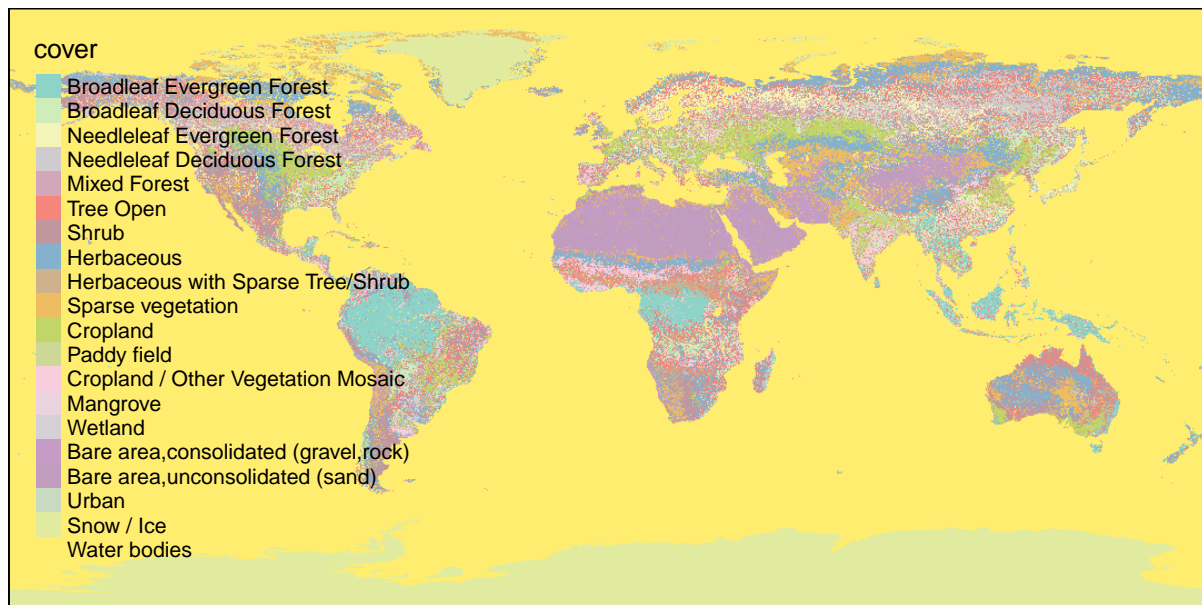 cover
Broadleaf Evergreen Forest
Broadleaf Deciduous Forest
Needleleaf Evergreen Forest
Needleleaf Deciduous Forest
Mixed Forest
Tree Open
Shrub
Herbaceous
Herbaceous with Sparse Tree/Shrub
Sparse vegetation
Cropland
Paddy field
Cropland / Other Vegetation Mosaic
Mangrove
Wetland
Bare area,consolidated (gravel,rock)
Bare area,unconsolidated (sand)
Urban
Snow / Ice
Water bodies